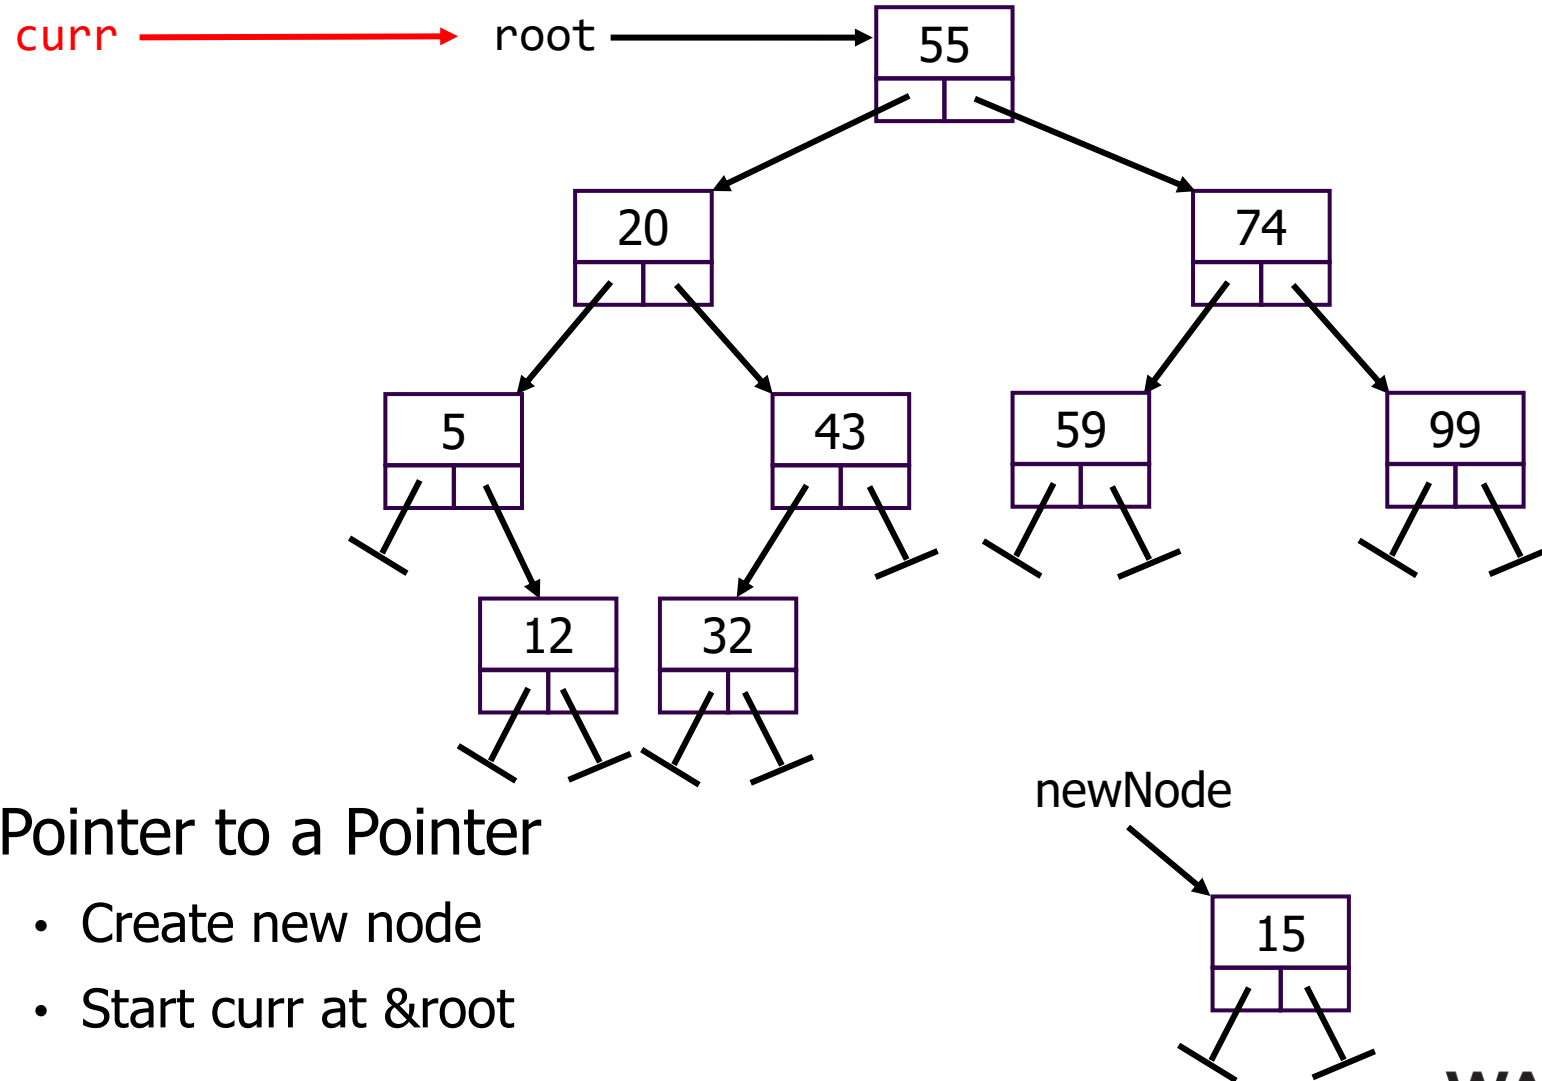 curr root 55
20 74
5 43 59 99
12 32
newNode
Pointer to a Pointer
• Create new node
15
• Start curr at &root